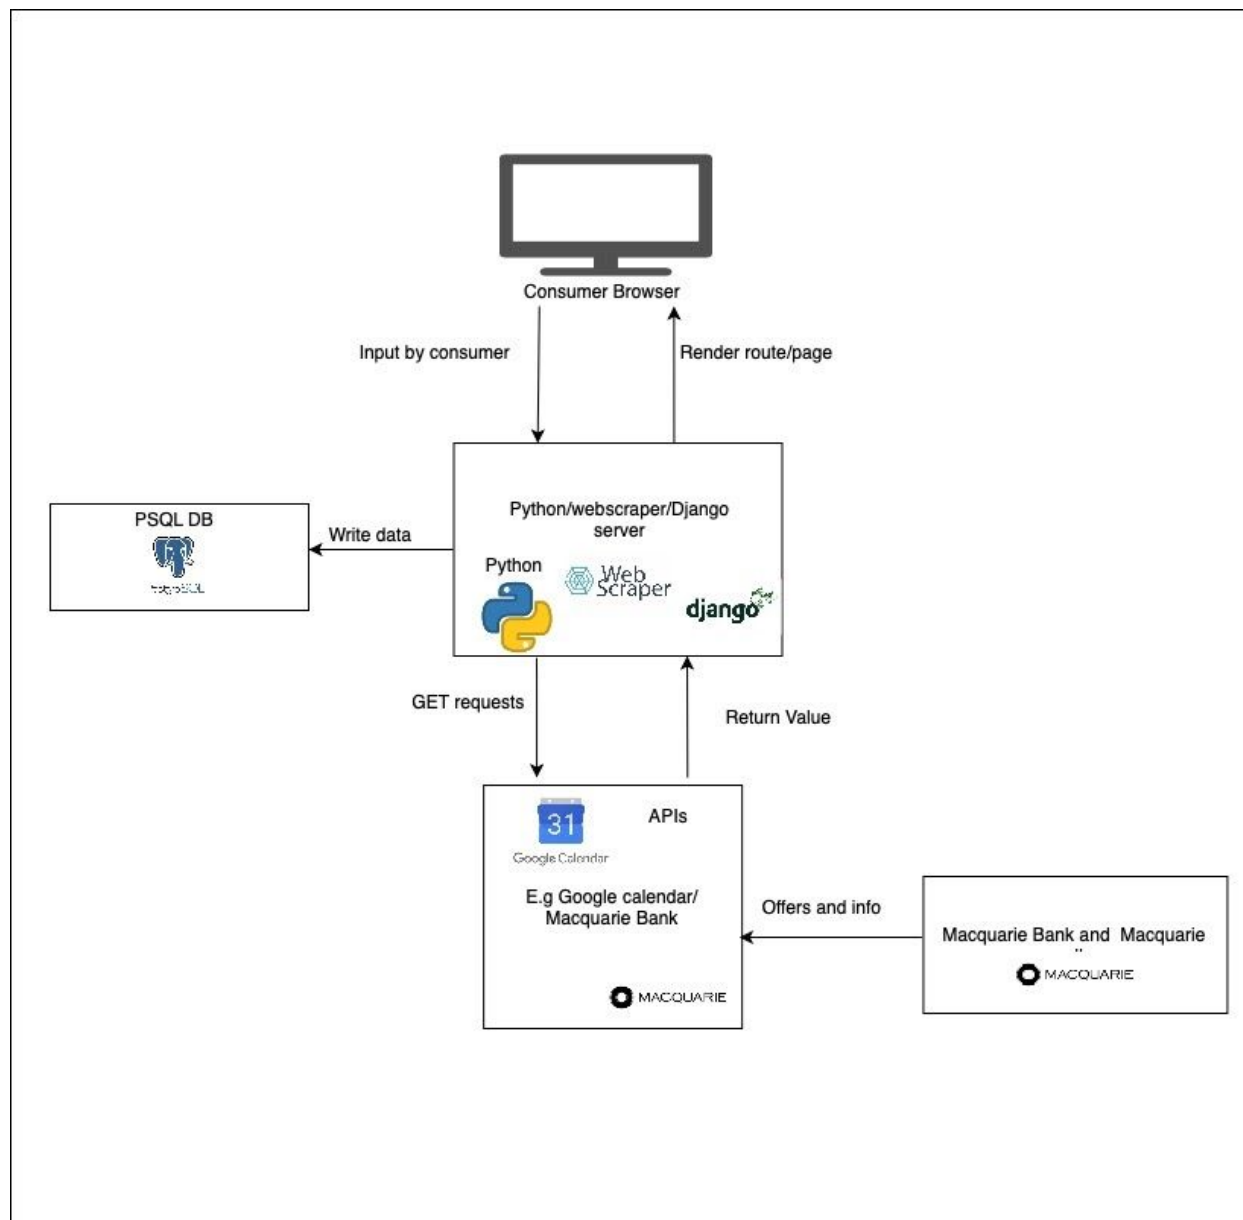 Consumer Browser
Input by consumer
Render route/page
Python/webscraper/Django
server
PSQL DB
PostgreSQL
Write data
Python
Web
Scraper
django
GET requests
Return Value
31
APIs
Google Calendar
E.g Google calendar/
Macquarie Bank
MACQUARIE
Offers and info
Macquarie Bank and Macquarie
MACQUARIE